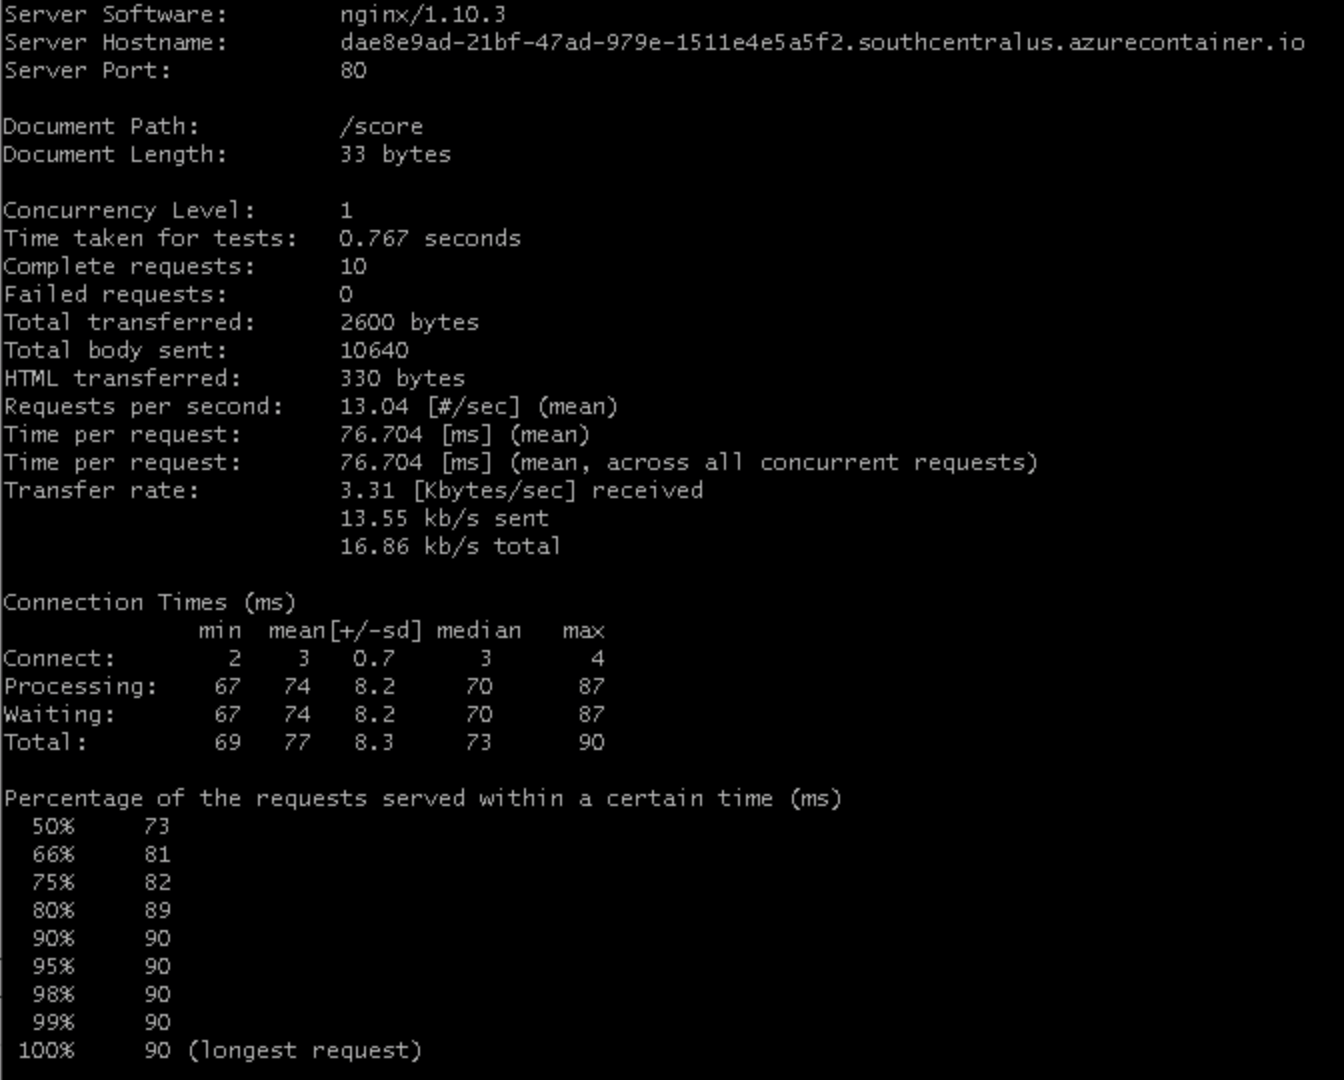 Server Software:        nginx/1.10.3
Server Hostname:        dae8e9ad-21bf-47ad-979e-1511e4e5a5f2.southcentralus.azurecontainer.io
Server Port:            80
Document Path:          /score
Document Length:        33 bytes
Concurrency Level:      1
Time taken for tests:   0.767 seconds
Complete requests:      10
Failed requests:        0
Total transferred:      2600 bytes
Total body sent:        10640
HTML transferred:       330 bytes
Requests per second:    13.04 [#/sec] (mean)
Time per request:       76.704 [ms] (mean)
Time per request:       76.704 [ms] (mean, across all concurrent requests)
Transfer rate:          3.31 [Kbytes/sec] received
                        13.55 kb/s sent
                        16.86 kb/s total
Connection Times (ms)
              min  mean[+/-sd] median   max
Connect:        2    3   0.7      3       4
Processing:    67   74   8.2     70      87
Waiting:       67   74   8.2     70      87
Total:         69   77   8.3     73      90
Percentage of the requests served within a certain time (ms)
  50%     73
  66%     81
  75%     82
  80%     89
  90%     90
  95%     90
  98%     90
  99%     90
 100%     90 (longest request)